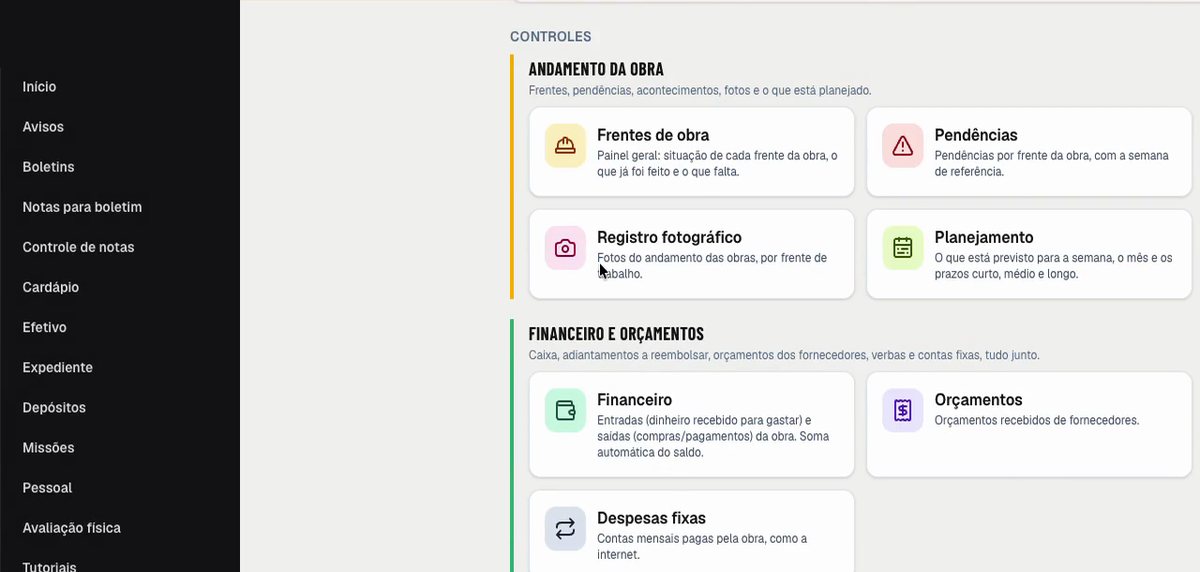 Início
Avisos
Boletins
Notas para boletim
Controle de notas
Cardápio
Efetivo
Expediente
Depósitos
Missões
Pessoal
Avaliação física
Tutoriais
CONTROLES
ANDAMENTO DA OBRA
Frentes, pendências, acontecimentos, fotos e o que está planejado.
Frentes de obra
Painel geral: situação de cada frente da obra, o
que já foi feito e o que falta.
Pendências
Pendências por frente da obra, com a semana
de referência.
Registro fotográfico
Fotos do andamento das obras, por frente de
trabalho.
Planejamento
O que está previsto para a semana, o mês e os
prazos curto, médio e longo.
FINANCEIRO E ORÇAMENTOS
Caixa, adiantamentos a reembolsar, orçamentos dos fornecedores, verbas e contas fixas, tudo junto.
Financeiro
Entradas (dinheiro recebido para gastar) e
saídas (compras/pagamentos) da obra. Soma
automática do saldo.
Orçamentos
Orçamentos recebidos de fornecedores.
Despesas fixas
Contas mensais pagas pela obra, como a
internet.